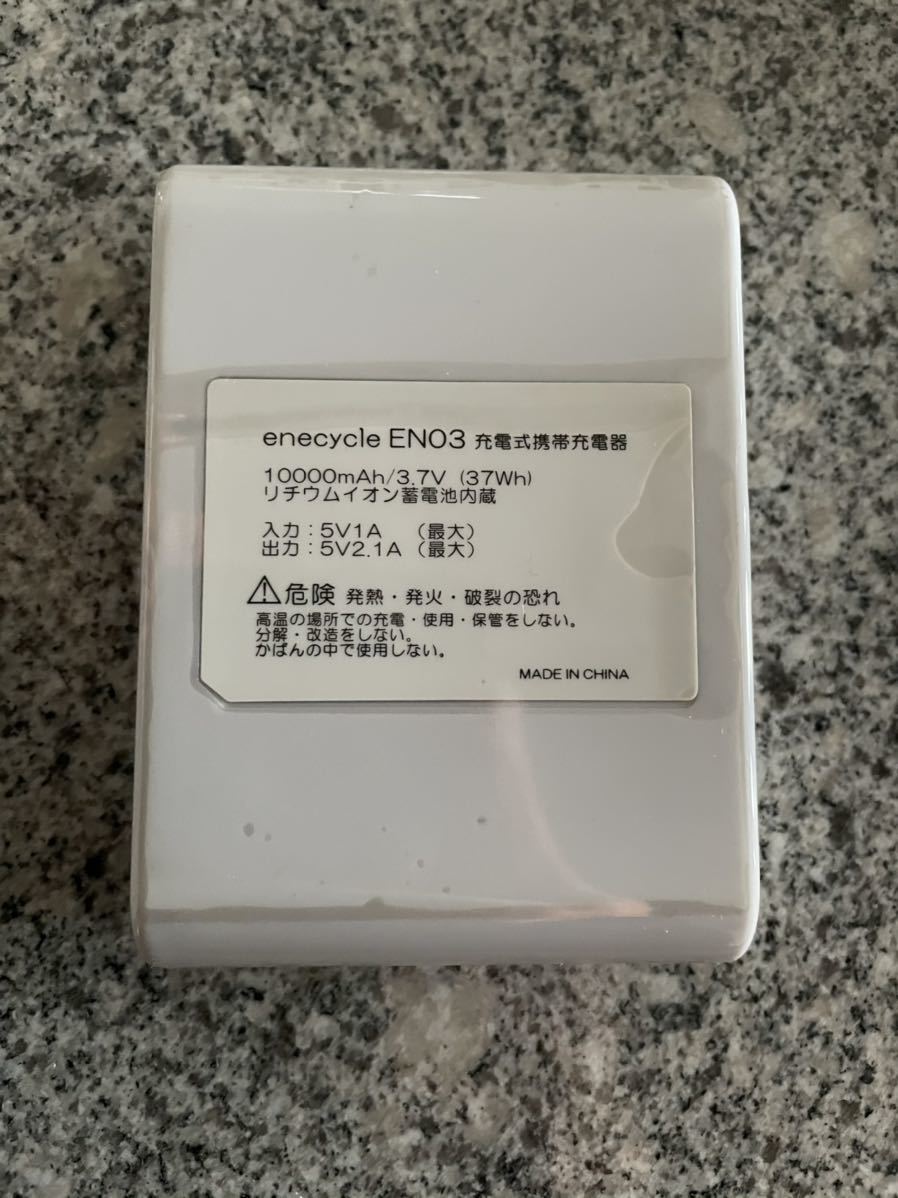 enecycle EN03 充電式携帯充電器
10000mAh/3.7V (37Wh)
リチウムイオン蓄電池内蔵
入力：5V1A （最大）
出力：5V2.1A （最大）
⚠危険 発熱・発火・破裂の恐れ
高温の場所での充電・使用・保管をしない。
分解・改造をしない。
かばんの中で使用しない。
MADE IN CHINA